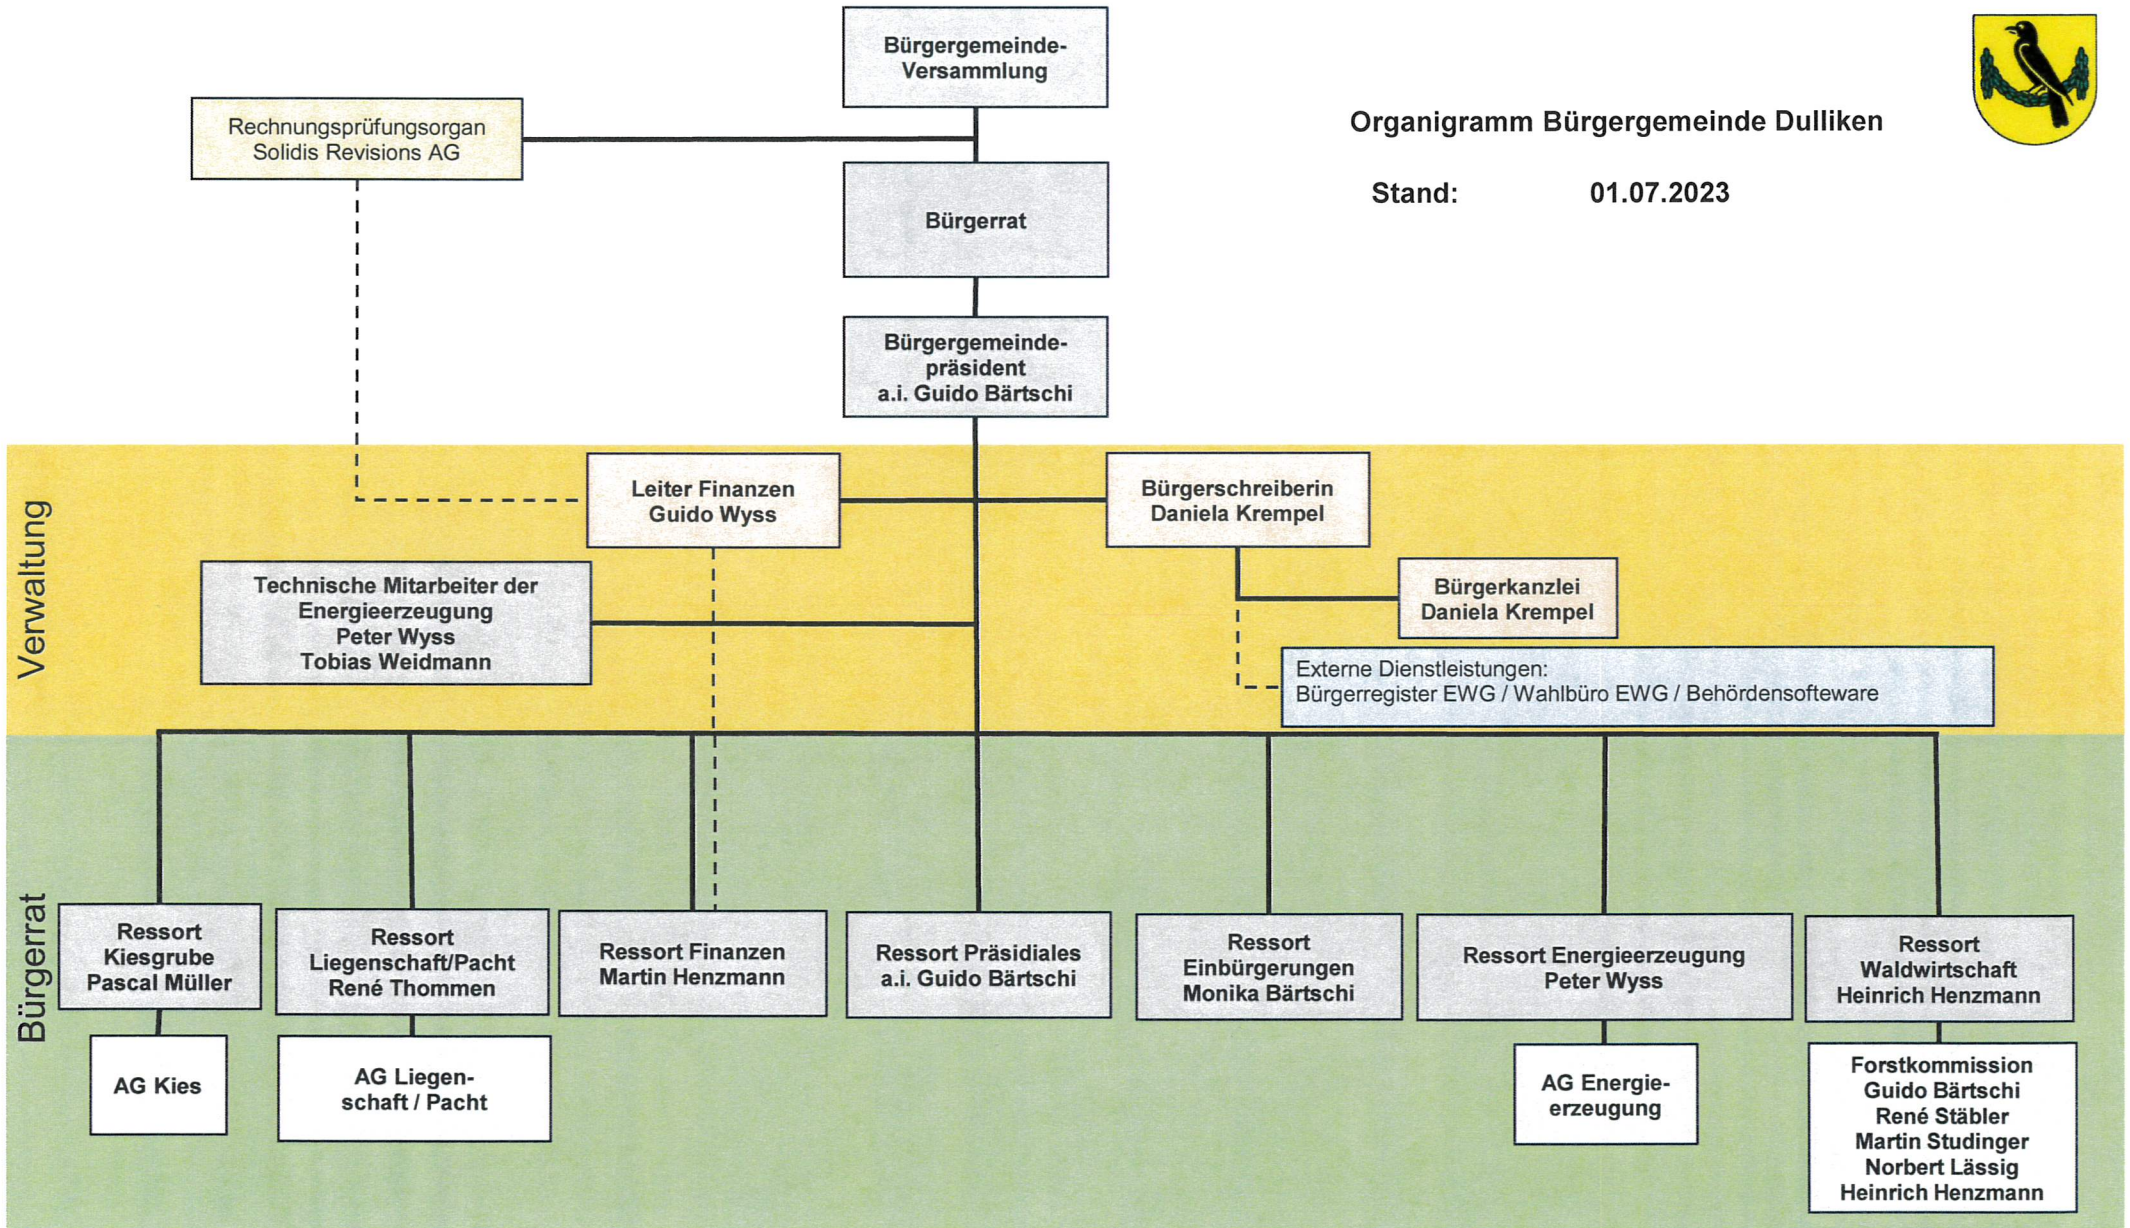 Bürgergemeinde-
Versammlung
Rechnungsprüfungsorgan
Solidis Revisions AG
Organigramm Bürgergemeinde Dulliken
Stand: 01.07.2023
Bürgerrat
Bürgergemeinde-
präsident
a.i. Guido Bärtschi
Verwaltung
Leiter Finanzen
Guido Wyss
Bürgerschreiberin
Daniela Krempel
Technische Mitarbeiter der
Energieerzeugung
Peter Wyss
Tobias Weidmann
Bürgerkanzlei
Daniela Krempel
Externe Dienstleistungen:
Bürgerregister EWG / Wahlbüro EWG / Behördensofteware
Bürgerrat
Ressort
Kiesgrube
Pascal Müller
Ressort
Liegenschaft/Pacht
René Thommen
Ressort Finanzen
Martin Henzmann
Ressort Präsidiales
a.i. Guido Bärtschi
Ressort
Einbürgerungen
Monika Bärtschi
Ressort Energieerzeugung
Peter Wyss
Ressort
Waldwirtschaft
Heinrich Henzmann
AG Kies
AG Liegen-
schaft / Pacht
AG Energie-
erzeugung
Forstkommission
Guido Bärtschi
René Stäbler
Martin Studinger
Norbert Lässig
Heinrich Henzmann